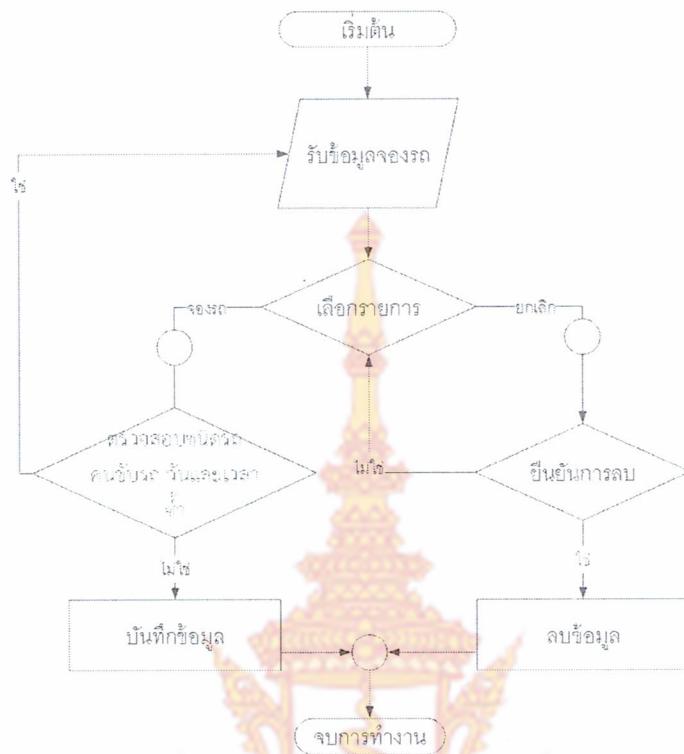 เริ่มต้น
รับข้อมูลจองรถ
ใช่
เลือกรายการ
จองรถ
ยกเลิก
ตรวจสอบชนิดรถ
คนขับรถ วันและเวลา
ซ้ำ
ไม่ใช่
ยืนยันการลบ
ไม่ใช่
ใช่
บันทึกข้อมูล
ลบข้อมูล
จบการทำงาน